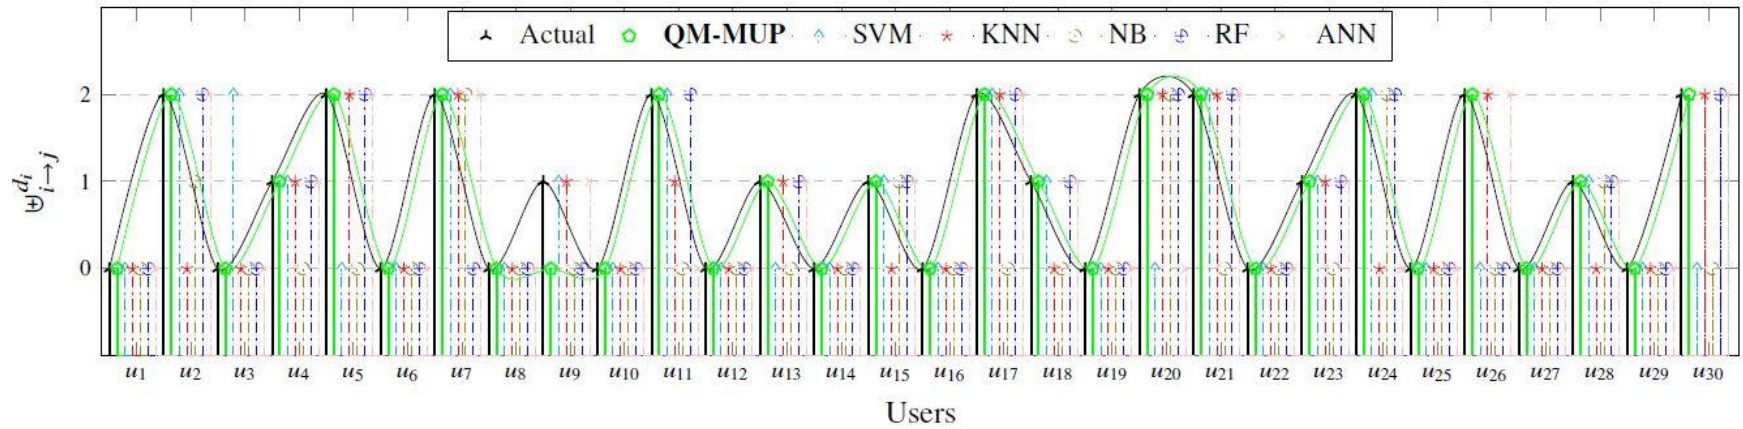 Actual QM-MUP SVM KNN NB RF ANN
2
1
0
⊎^{d_i}_{i→j}
u1 u2 u3 u4 u5 u6 u7 u8 u9 u10 u11 u12 u13 u14 u15 u16 u17 u18 u19 u20 u21 u22 u23 u24 u25 u26 u27 u28 u29 u30
Users